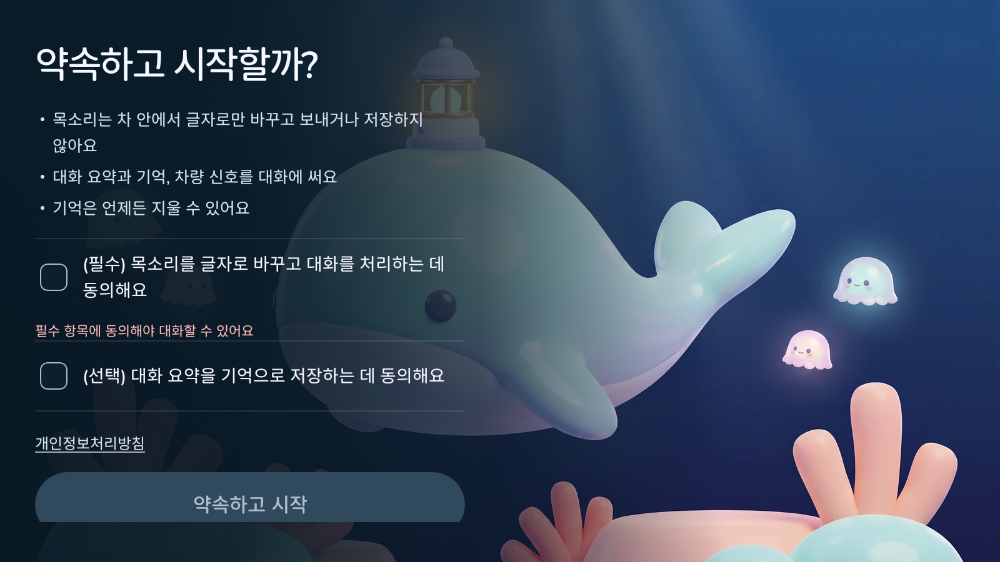 약속하고 시작할까?
• 목소리는 차 안에서 글자로만 바꾸고 보내거나 저장하지
않아요
• 대화 요약과 기억, 차량 신호를 대화에 써요
• 기억은 언제든 지울 수 있어요
(필수) 목소리를 글자로 바꾸고 대화를 처리하는 데
동의해요
필수 항목에 동의해야 대화할 수 있어요
(선택) 대화 요약을 기억으로 저장하는 데 동의해요
개인정보처리방침
약속하고 시작